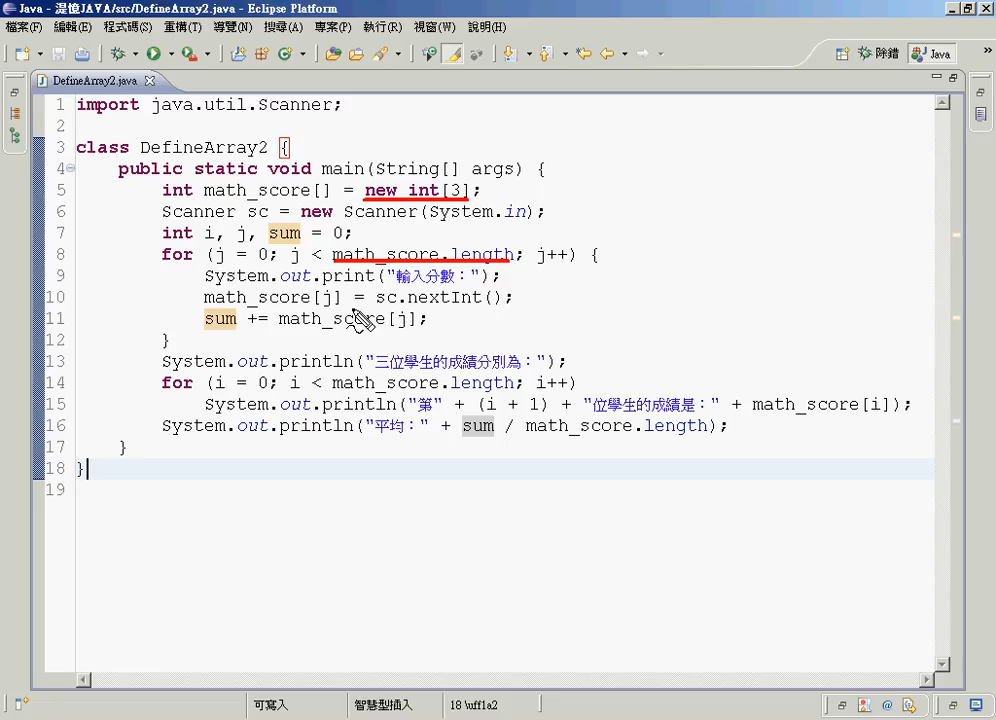 Java - 湜憶JAVA/src/DefineArray2.java - Eclipse Platform
檔案(F) 編輯(E) 程式碼(S) 重構(T) 導覽(N) 搜尋(A) 專案(P) 執行(R) 視窗(W) 說明(H)
除錯 Java »
DefineArray2.java
1 import java.util.Scanner;
2
3 class DefineArray2 {
4 public static void main(String[] args) {
5 int math_score[] = new int[3];
6 Scanner sc = new Scanner(System.in);
7 int i, j, sum = 0;
8 for (j = 0; j < math_score.length; j++) {
9 System.out.print("輸入分數：");
10 math_score[j] = sc.nextInt();
11 sum += math_score[j];
12 }
13 System.out.println("三位學生的成績分別為：");
14 for (i = 0; i < math_score.length; i++)
15 System.out.println("第" + (i + 1) + "位學生的成績是：" + math_score[i]);
16 System.out.println("平均：" + sum / math_score.length);
17 }
18 }
19
可寫入 智慧型插入 18 \uff1a2